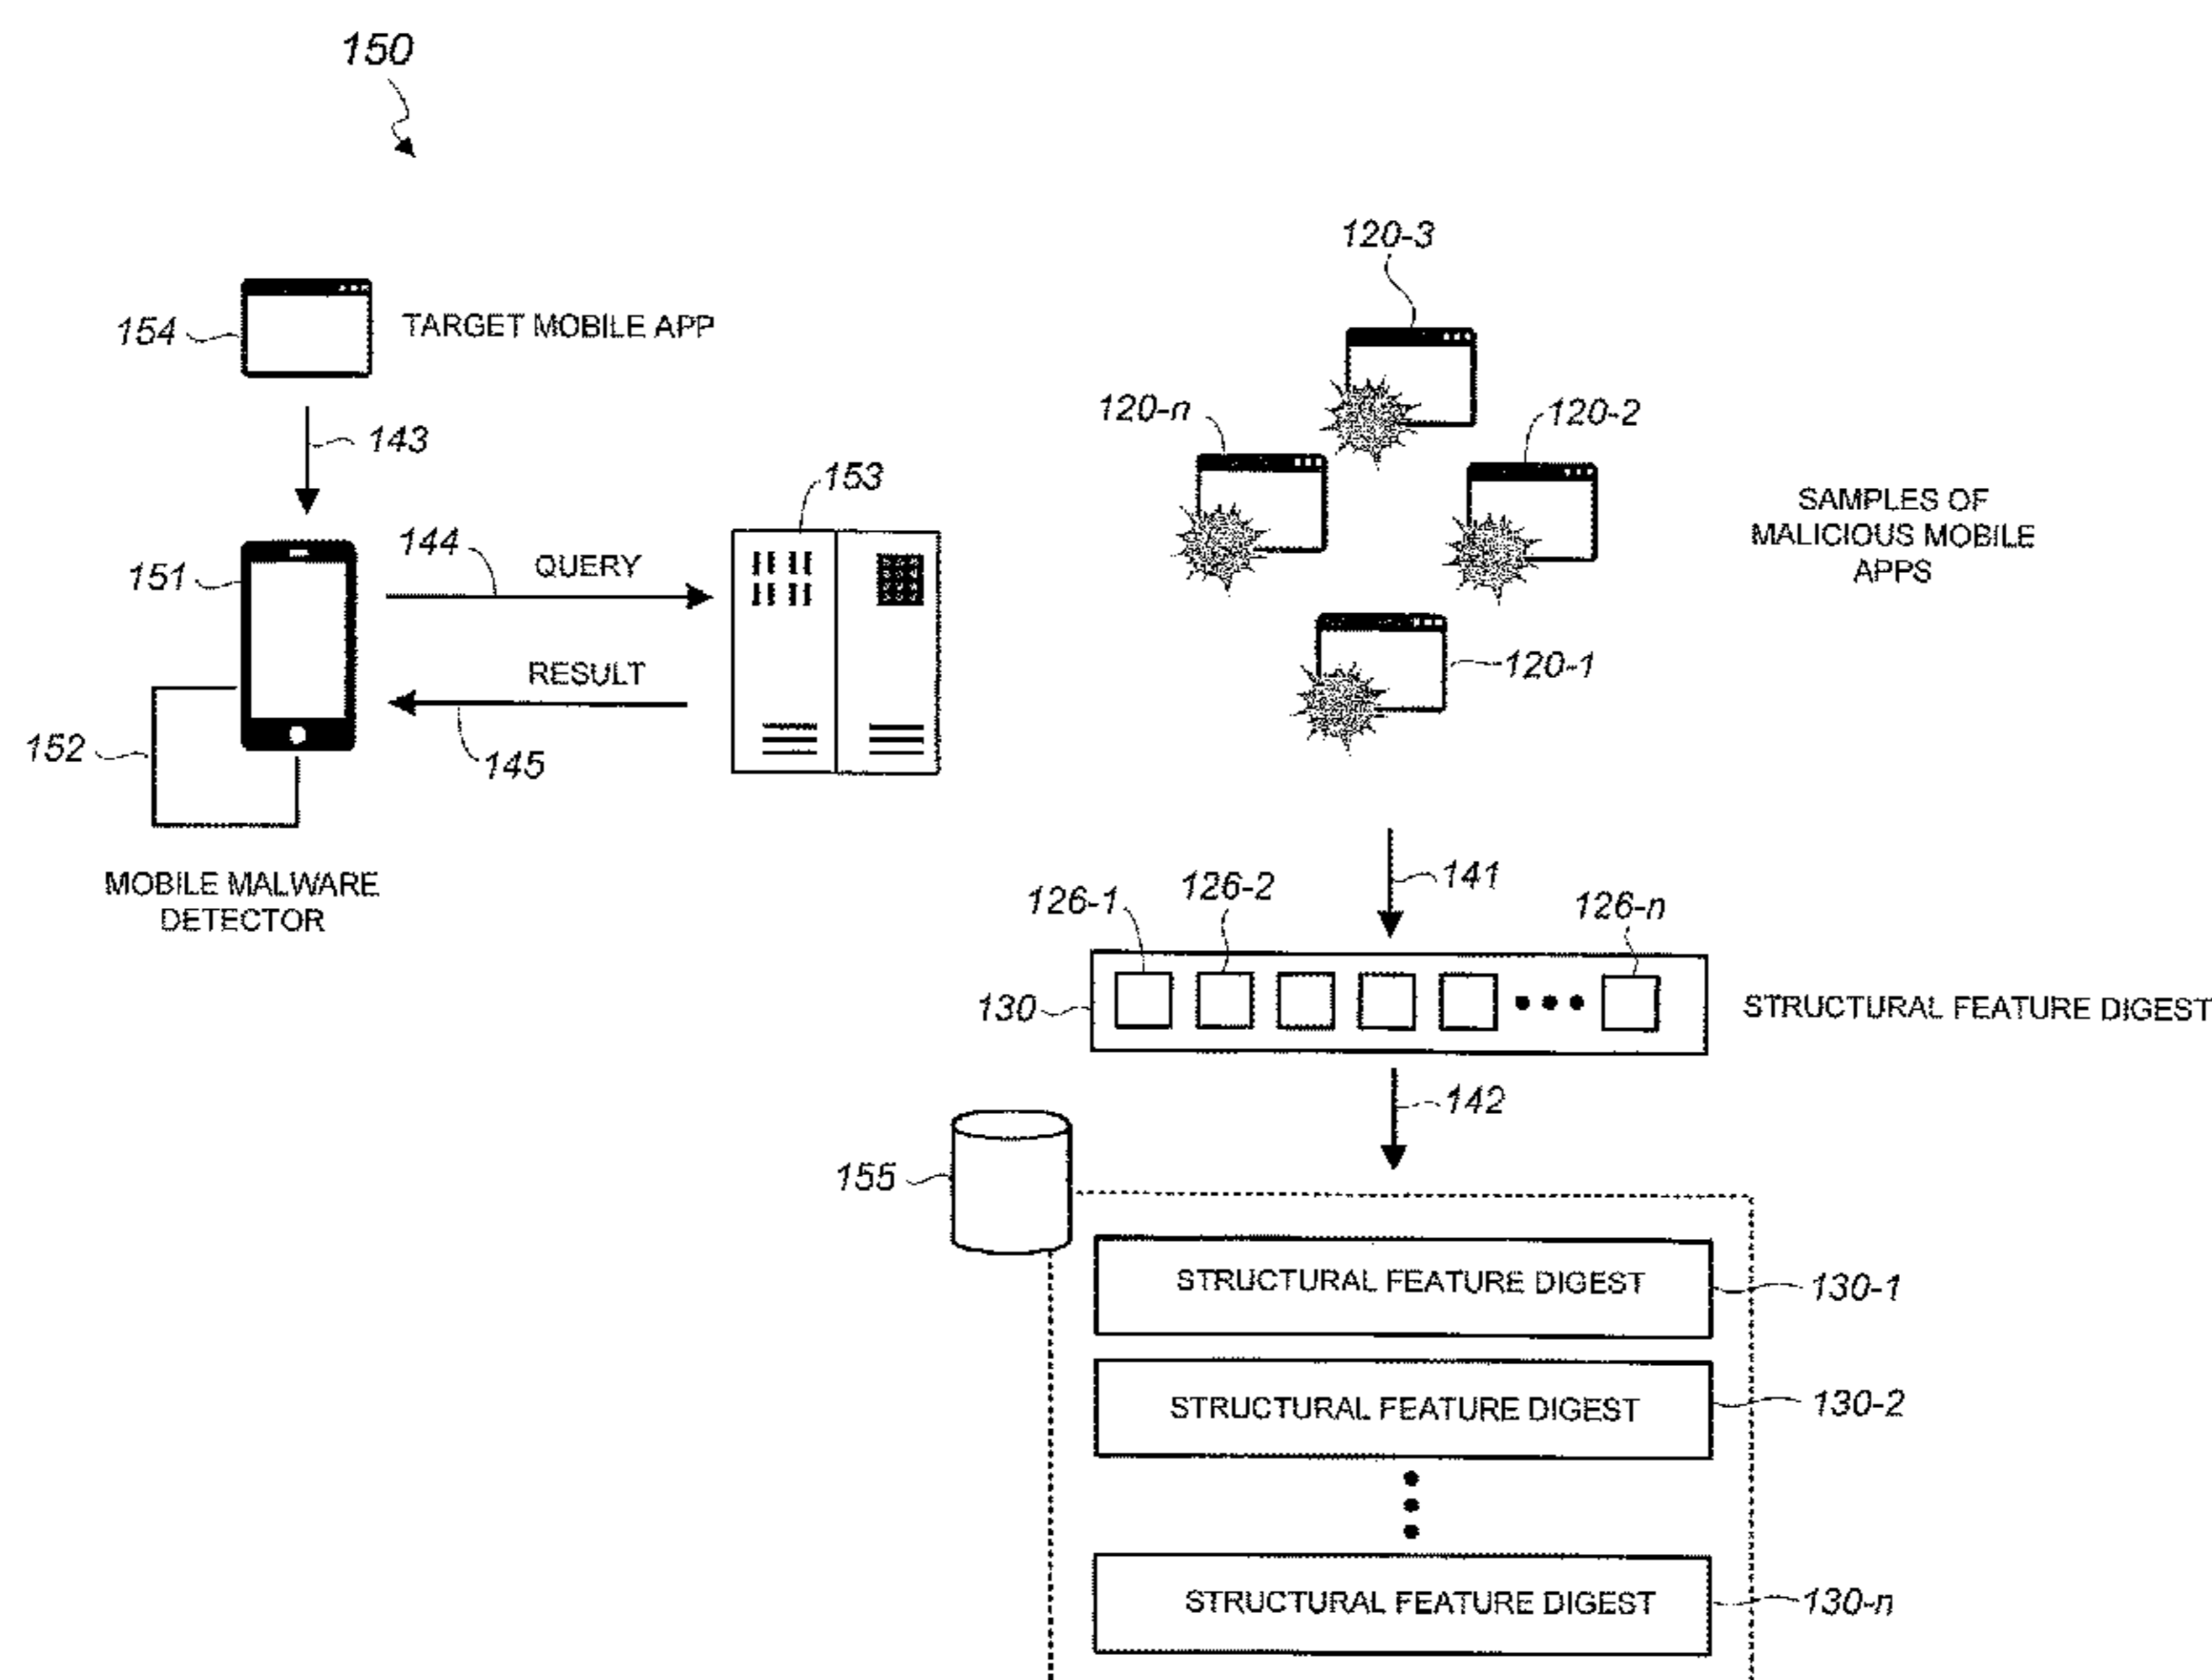 150
120-3
154
TARGET MOBILE APP
120-n
120-2
143
153
144
QUERY
SAMPLES OF
MALICIOUS MOBILE
APPS
151
RESULT
120-1
152
145
MOBILE MALWARE
DETECTOR
141
126-1
126-2
126-n
130
STRUCTURAL FEATURE DIGEST
142
155
STRUCTURAL FEATURE DIGEST
130-1
STRUCTURAL FEATURE DIGEST
130-2
STRUCTURAL FEATURE DIGEST
130-n